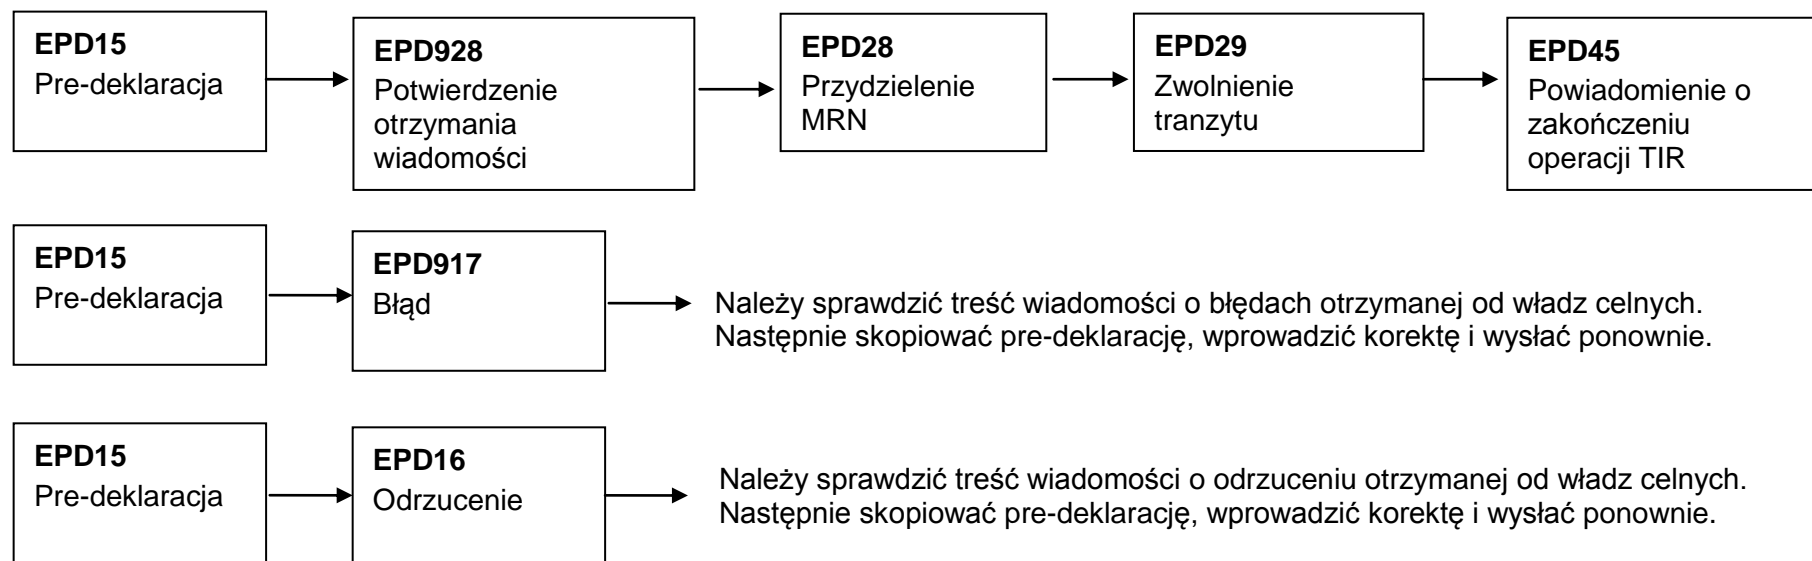 EPD15
Pre-deklaracja
EPD928
Potwierdzenie
otrzymania
wiadomości
EPD28
Przydzielenie
MRN
EPD29
Zwolnienie
tranzytu
EPD45
Powiadomienie o
zakończeniu
operacji TIR
EPD15
Pre-deklaracja
EPD917
Błąd
Należy sprawdzić treść wiadomości o błędach otrzymanej od władz celnych.
Następnie skopiować pre-deklarację, wprowadzić korektę i wysłać ponownie.
EPD15
Pre-deklaracja
EPD16
Odrzucenie
Należy sprawdzić treść wiadomości o odrzuceniu otrzymanej od władz celnych.
Następnie skopiować pre-deklarację, wprowadzić korektę i wysłać ponownie.